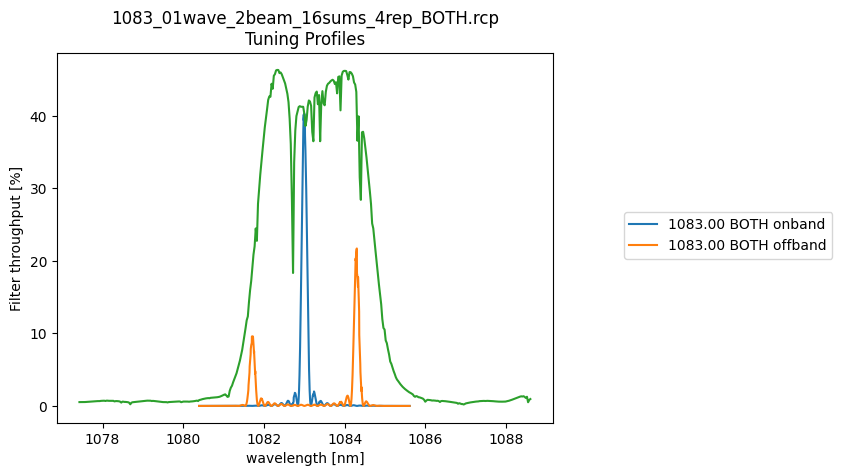 1083_01wave_2beam_16sums_4rep_BOTH.rcp
Tuning Profiles
Filter throughput [%]
40
30
20
10
0
1078 1080 1082 1084 1086 1088
wavelength [nm]
1083.00 BOTH onband
1083.00 BOTH offband